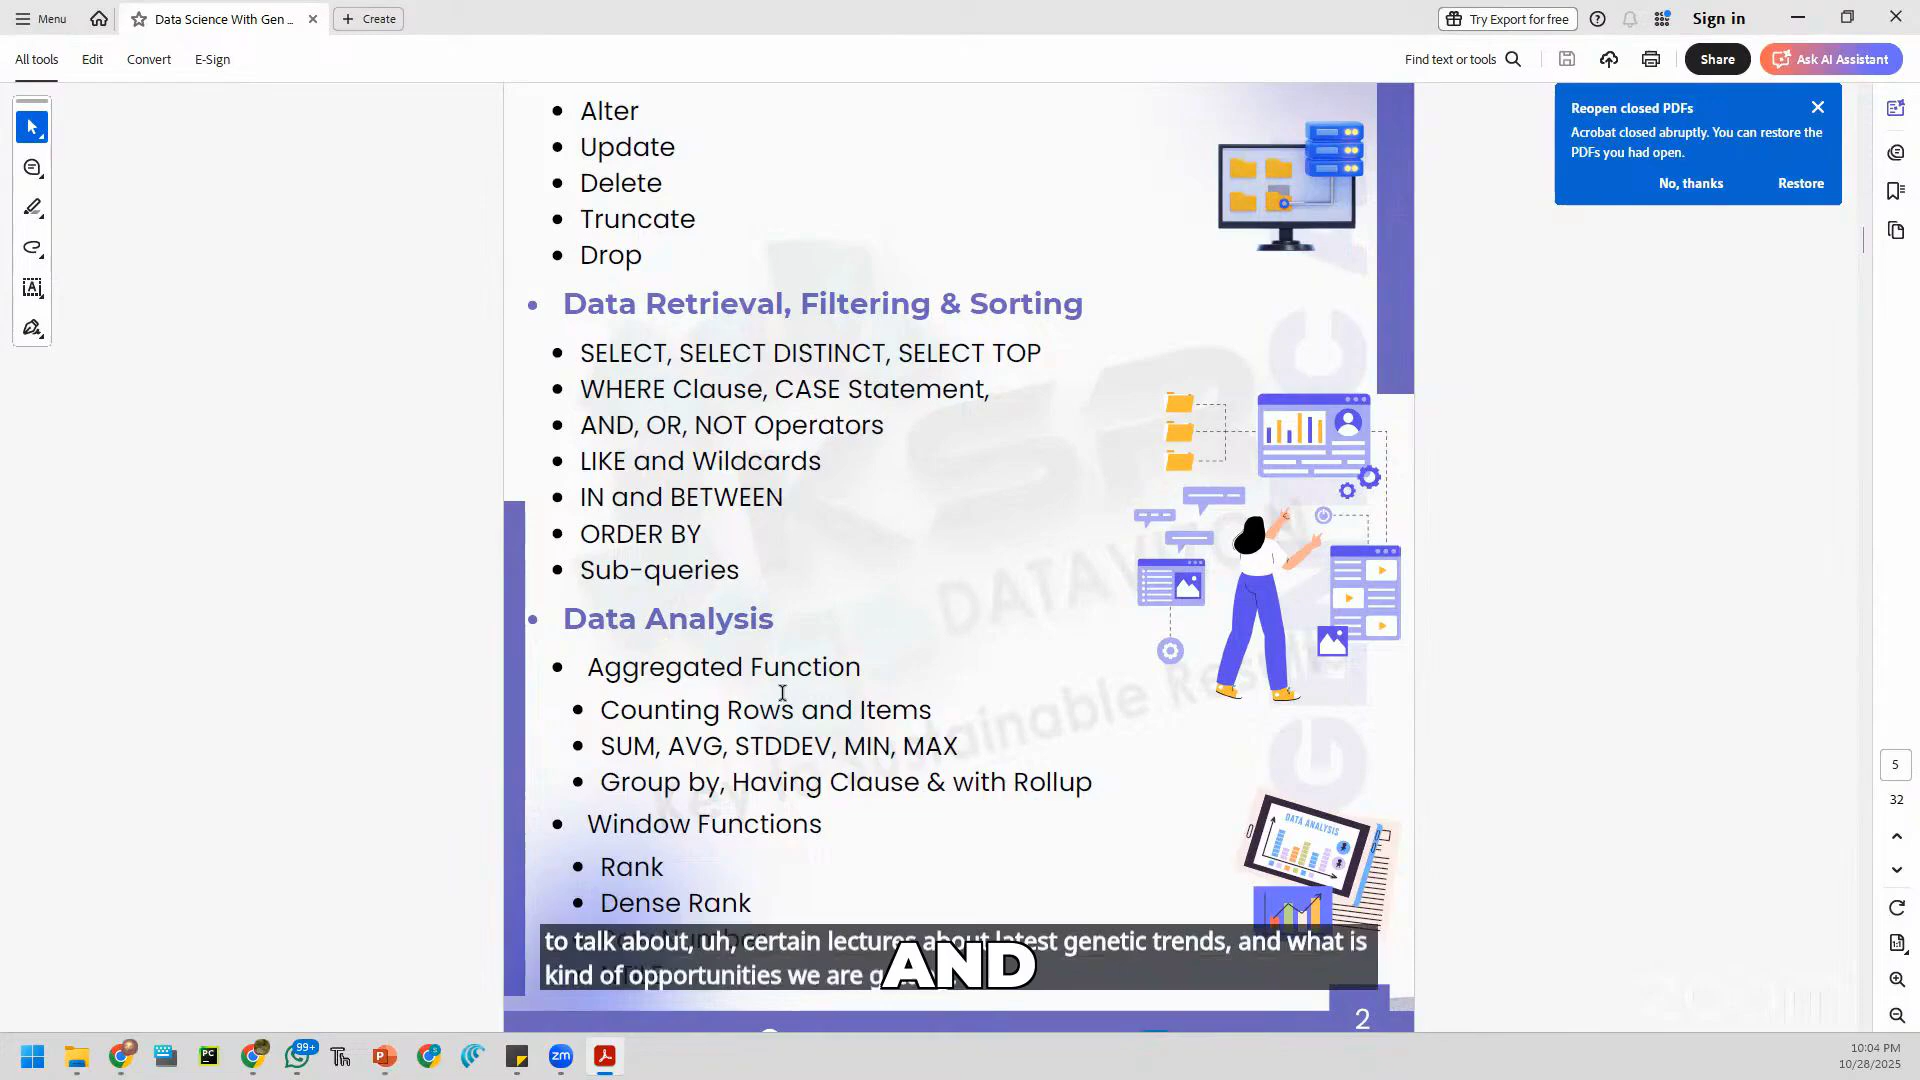 Menu
Data Science With Gen ...
Create
Try Export for free
Sign in
All tools
Edit
Convert
E-Sign
Find text or tools
Share
Ask AI Assistant
Reopen closed PDFs
Acrobat closed abruptly. You can restore the
PDFs you had open.
No, thanks
Restore
Alter
Update
Delete
Truncate
Drop
Data Retrieval, Filtering & Sorting
SELECT, SELECT DISTINCT, SELECT TOP
WHERE Clause, CASE Statement,
AND, OR, NOT Operators
LIKE and Wildcards
IN and BETWEEN
ORDER BY
Sub-queries
Data Analysis
Aggregated Function
Counting Rows and Items
SUM, AVG, STDDEV, MIN, MAX
Group by, Having Clause & with Rollup
Window Functions
Rank
Dense Rank
DATA ANALYSIS
to talk about, uh, certain lectures about latest genetic trends, and what is
kind of opportunities we are
AND
2
5
32
99+
PC
Th
zm
10:04 PM
10/28/2025